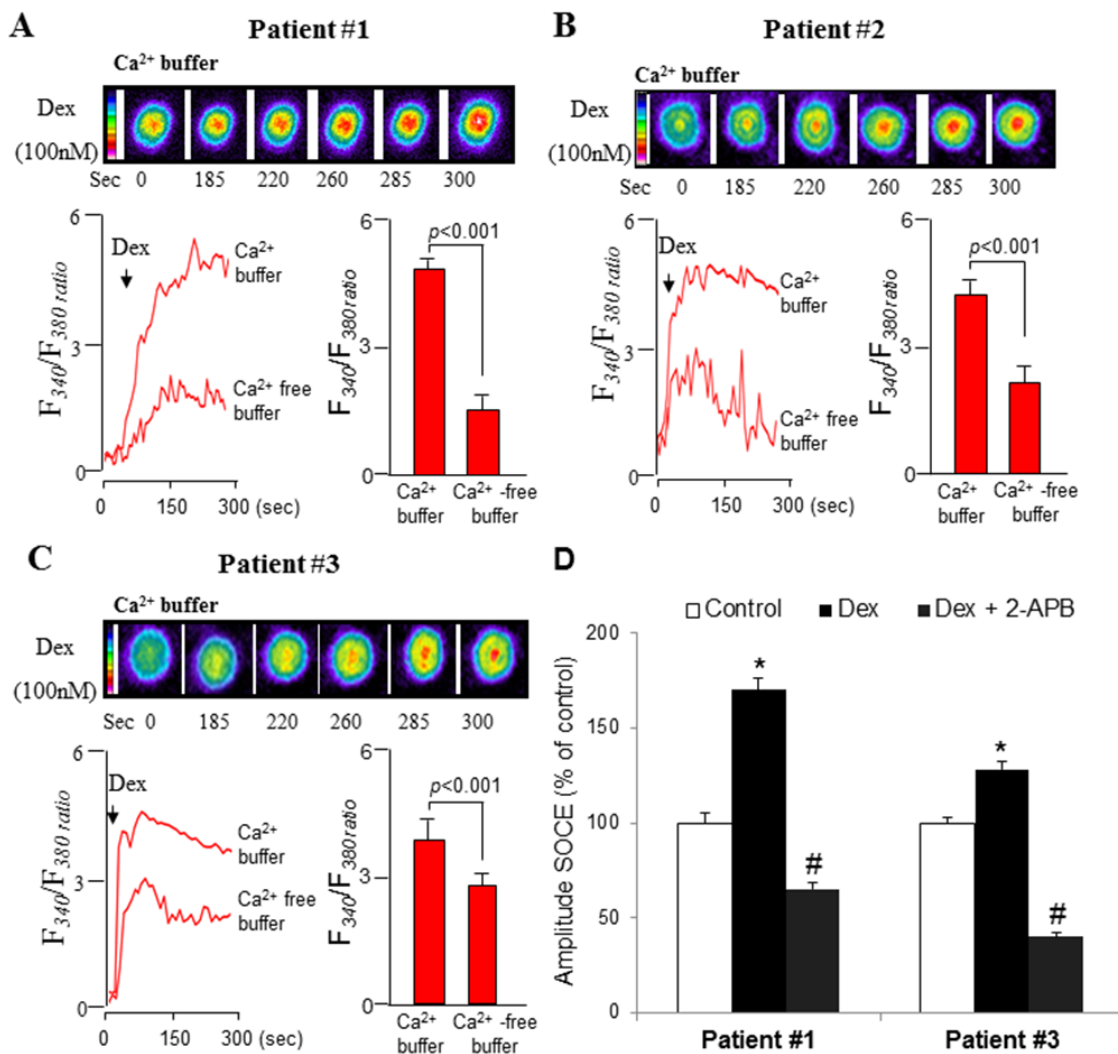 A
Patient #1
Ca²⁺ buffer
Dex
(100nM)
Sec 0 185 220 260 285 300
6
3
0
F340/F380 ratio
Dex
Ca²⁺
buffer
Ca²⁺ free
buffer
0 150 300 (sec)
6
3
0
F340/F380 ratio
p<0.001
Ca²⁺ Ca²⁺ -free
buffer buffer
B
Patient #2
Ca²⁺ buffer
Dex
(100nM)
Sec 0 185 220 260 285 300
6
3
0
F340/F380 ratio
Dex
Ca²⁺
buffer
Ca²⁺ free
buffer
0 150 300 (sec)
6
3
0
F340/F380 ratio
p<0.001
Ca²⁺ Ca²⁺ -free
buffer buffer
C
Patient #3
Ca²⁺ buffer
Dex
(100nM)
Sec 0 185 220 260 285 300
6
3
0
F340/F380 ratio
Dex
Ca²⁺
buffer
Ca²⁺ free
buffer
0 150 300 (sec)
6
3
0
F340/F380 ratio
p<0.001
Ca²⁺ Ca²⁺ -free
buffer buffer
D
Control Dex Dex + 2-APB
Amplitude SOCE (% of control)
200
150
100
50
0
*
#
*
#
Patient #1 Patient #3